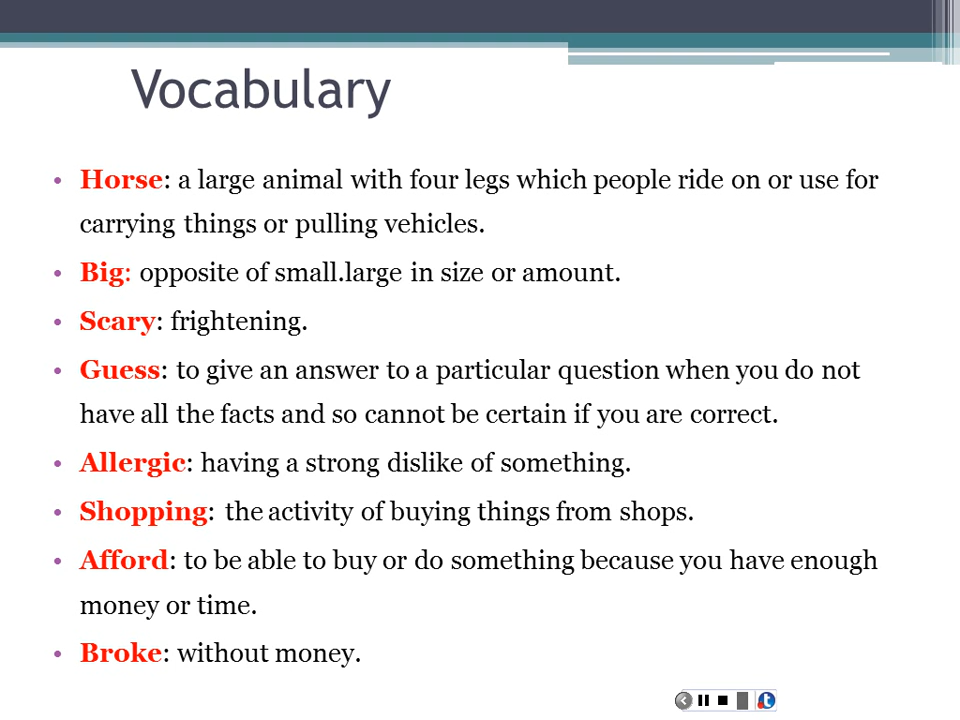 Vocabulary
• Horse: a large animal with four legs which people ride on or use for
carrying things or pulling vehicles.
• Big: opposite of small.large in size or amount.
• Scary: frightening.
• Guess: to give an answer to a particular question when you do not
have all the facts and so cannot be certain if you are correct.
• Allergic: having a strong dislike of something.
• Shopping: the activity of buying things from shops.
• Afford: to be able to buy or do something because you have enough
money or time.
• Broke: without money.
t